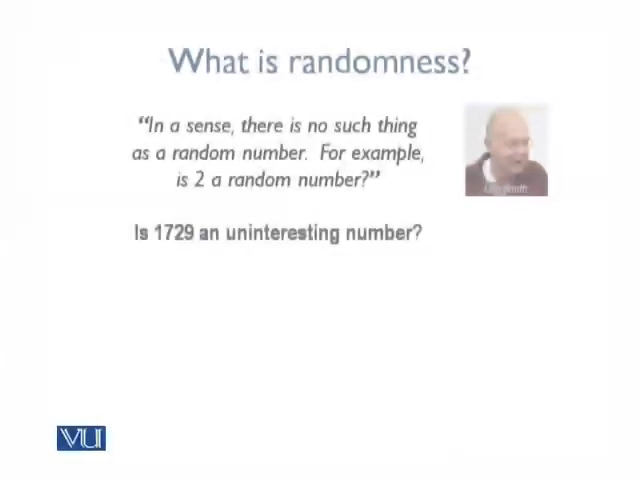 What is randomness?
“In a sense, there is no such thing
as a random number. For example,
is 2 a random number?”
Is 1729 an uninteresting number?
VU